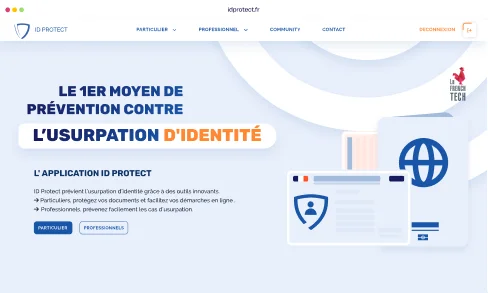 idprotect.fr
ID PROTECT
PARTICULIER
PROFESSIONNEL
COMMUNITY
CONTACT
DECONNEXION
La
FRENCH
TECH
LE 1ER MOYEN DE
PRÉVENTION CONTRE
L'USURPATION D'IDENTITÉ
L' APPLICATION ID PROTECT
ID Protect prévient l'usurpation d'identité grâce à des outils innovants.
→ Particuliers, protégez vos documents et facilitez vos démarches en ligne .
→ Professionnels, prévenez facilement les cas d'usurpation.
PARTICULIER
PROFESSIONNELS